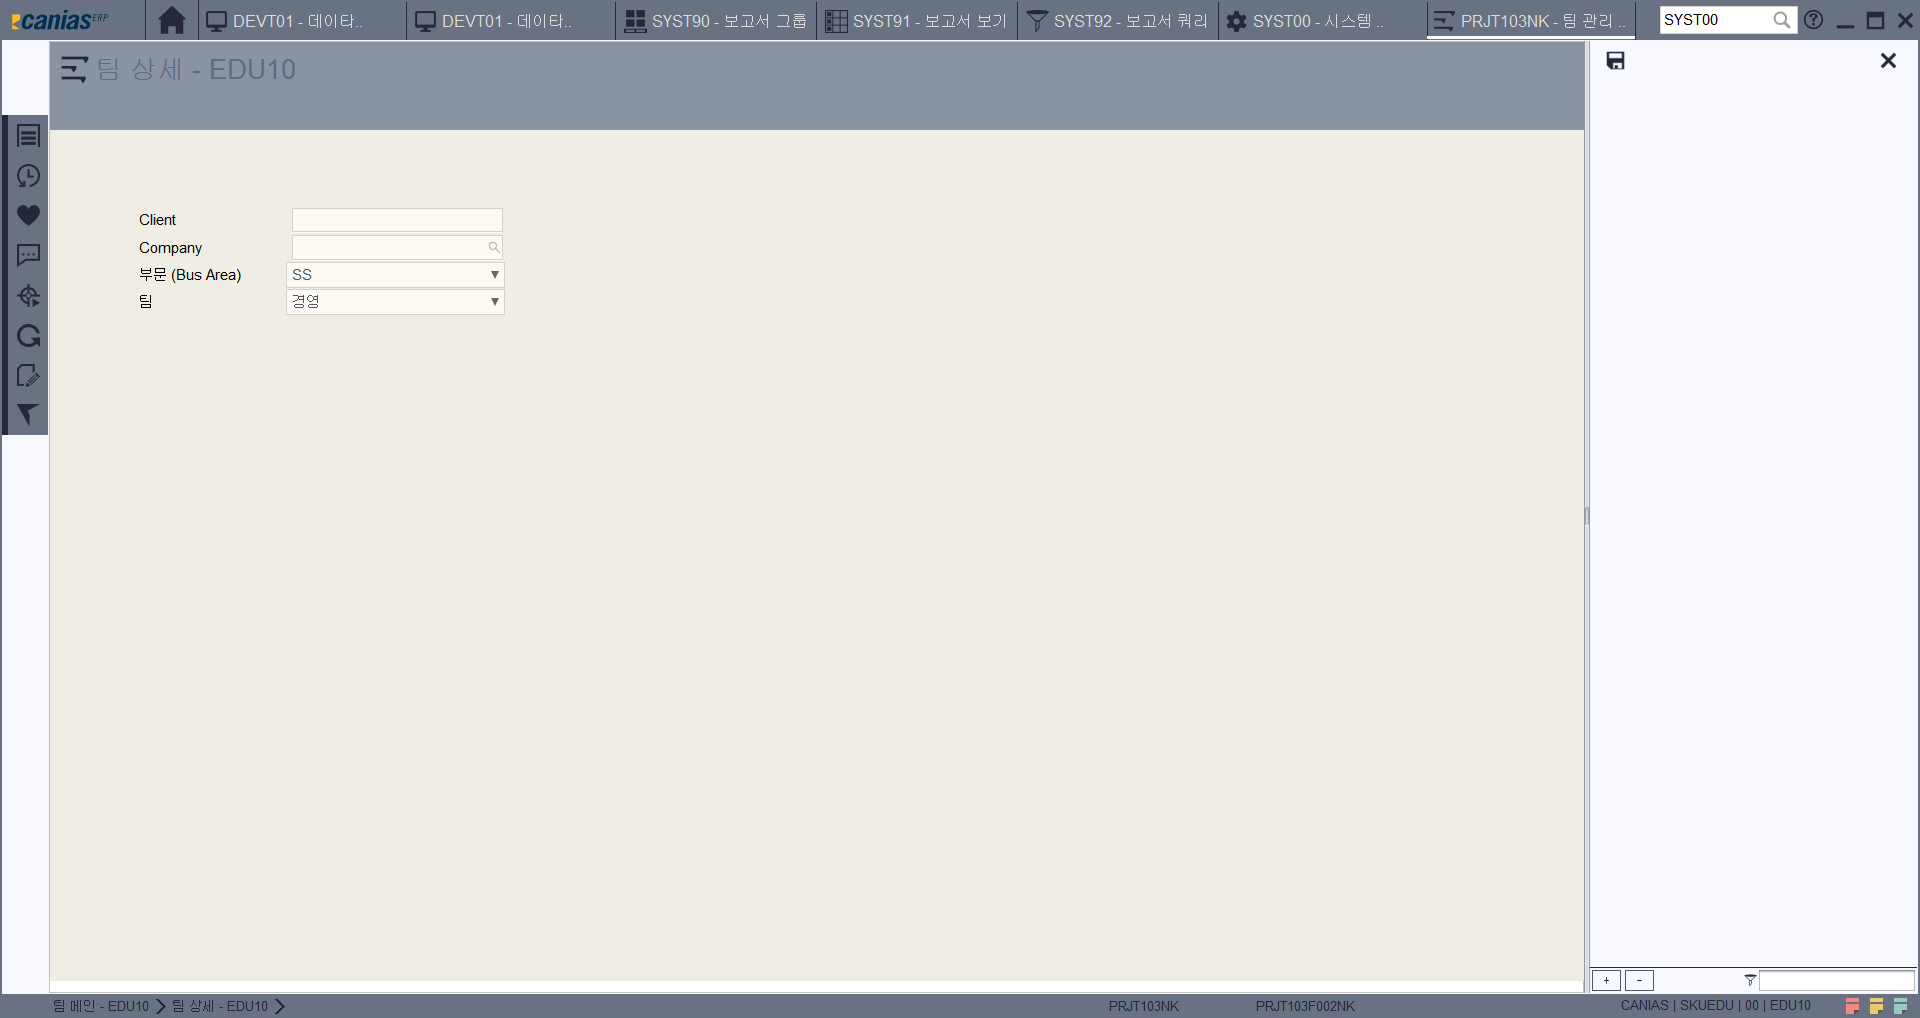 canias ERP
DEVT01 - 데이타..
DEVT01 - 데이타..
SYST90 - 보고서 그룹
SYST91 - 보고서 보기
SYST92 - 보고서 쿼리
SYST00 - 시스템 ..
PRJT103NK - 팀 관리 ..
SYST00
팀 상세 - EDU10
Client
Company
부문 (Bus Area) SS
팀 경영
+ -
팀 메인 - EDU10 팀 상세 - EDU10 PRJT103NK PRJT103F002NK CANIAS | SKUEDU | 00 | EDU10